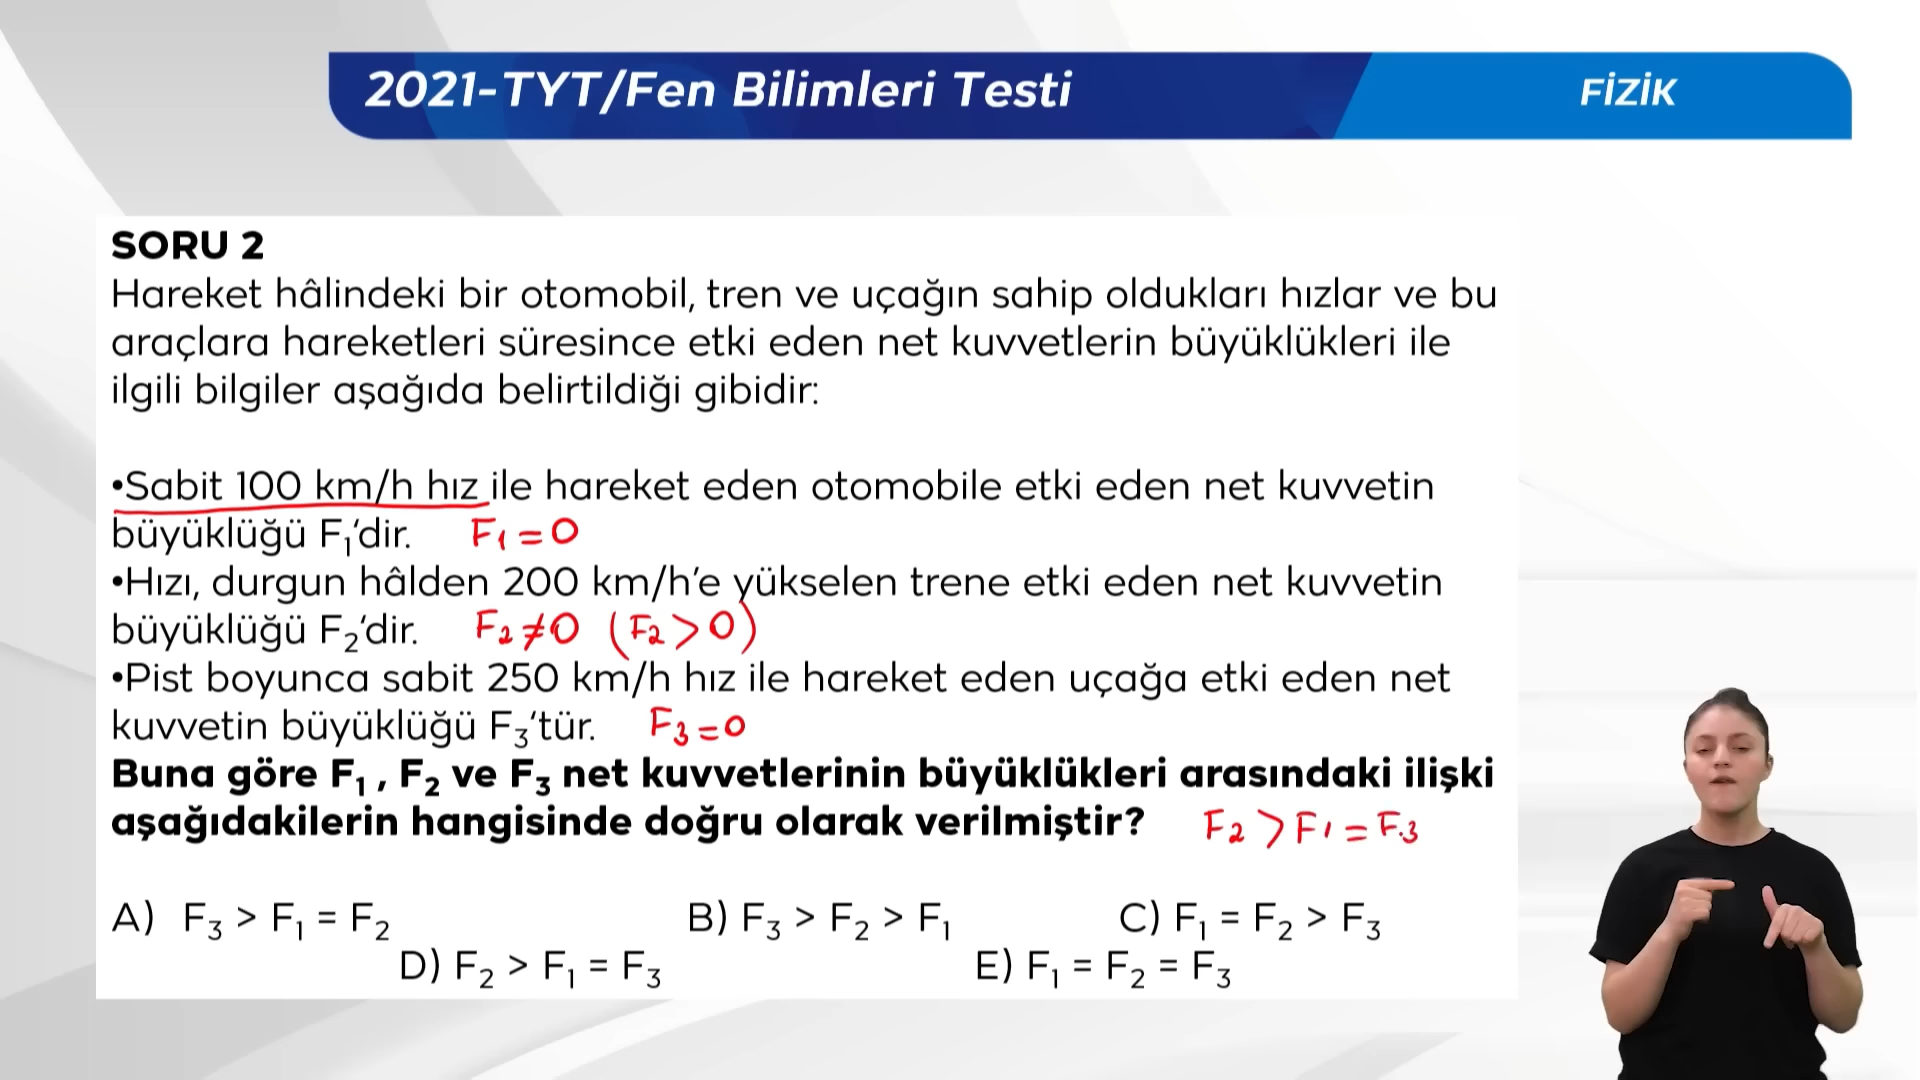 2021-TYT/Fen Bilimleri Testi
FİZİK
SORU 2
Hareket hâlindeki bir otomobil, tren ve uçağın sahip oldukları hızlar ve bu
araçlara hareketleri süresince etki eden net kuvvetlerin büyüklükleri ile
ilgili bilgiler aşağıda belirtildiği gibidir:
•Sabit 100 km/h hız ile hareket eden otomobile etki eden net kuvvetin
büyüklüğü F₁'dir. F₁=0
•Hızı, durgun hâlden 200 km/h'e yükselen trene etki eden net kuvvetin
büyüklüğü F₂'dir. F₂≠0 (F₂>0)
•Pist boyunca sabit 250 km/h hız ile hareket eden uçağa etki eden net
kuvvetin büyüklüğü F₃'tür. F₃=0
Buna göre F₁ , F₂ ve F₃ net kuvvetlerinin büyüklükleri arasındaki ilişki
aşağıdakilerin hangisinde doğru olarak verilmiştir? F₂>F₁=F₃
A) F₃ > F₁ = F₂ B) F₃ > F₂ > F₁ C) F₁ = F₂ > F₃
D) F₂ > F₁ = F₃ E) F₁ = F₂ = F₃